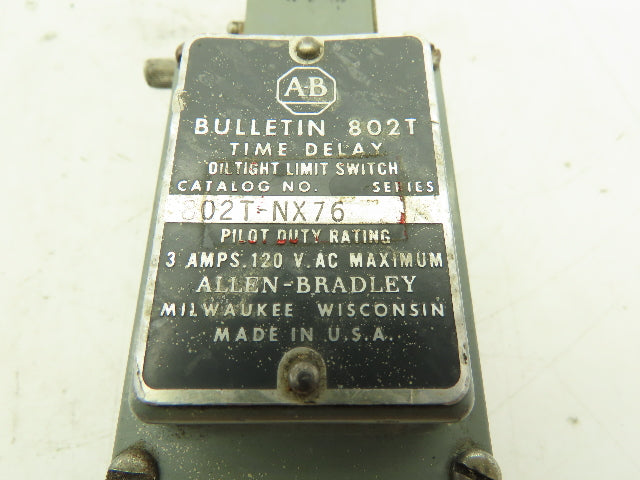 A-B
BULLETIN 802T
TIME DELAY
OILTIGHT LIMIT SWITCH
CATALOG NO. SERIES
802T-NX76
PILOT DUTY RATING
3 AMPS. 120 V. AC MAXIMUM
ALLEN-BRADLEY
MILWAUKEE WISCONSIN
MADE IN U.S.A.